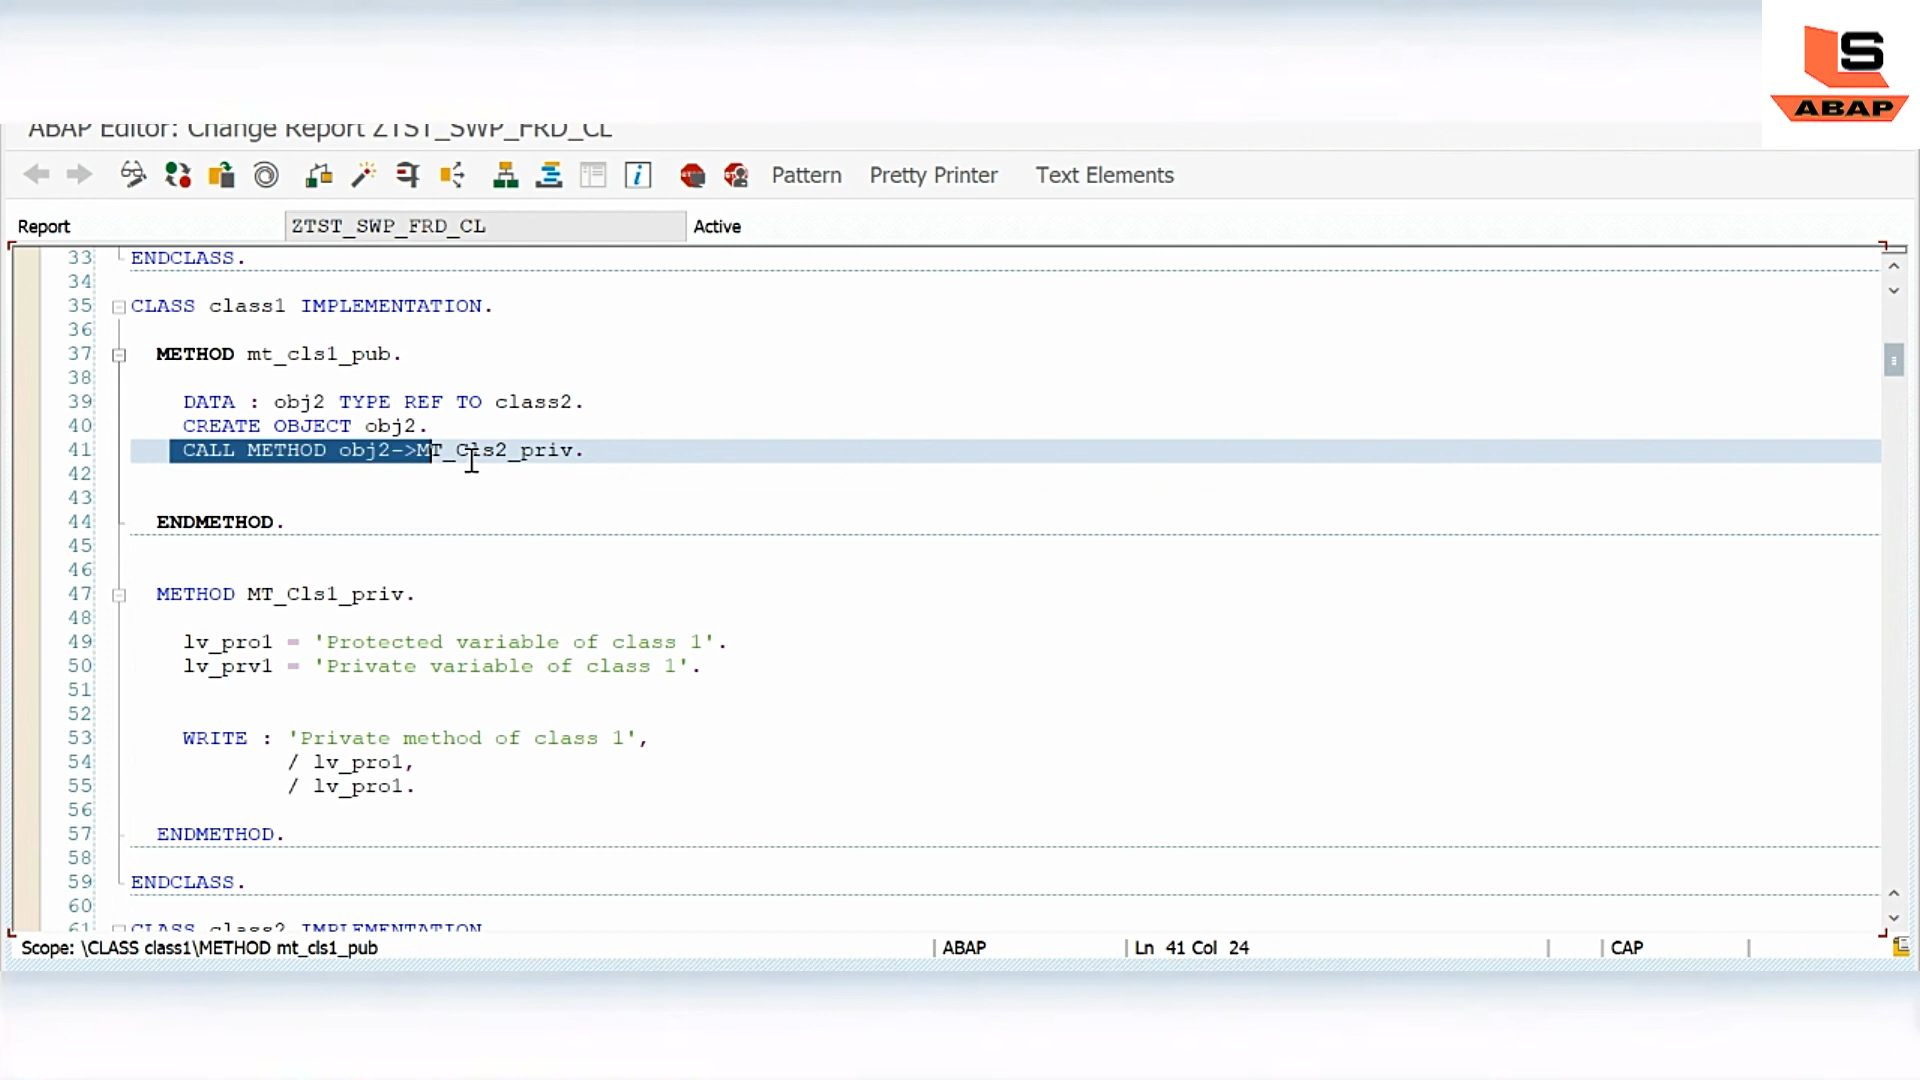 LS
ABAP
ABAP Editor: Change Report ZTST_SWP_FRD_CL
Pattern Pretty Printer Text Elements
Report ZTST_SWP_FRD_CL Active
33 ENDCLASS.
34
35 CLASS class1 IMPLEMENTATION.
36
37 METHOD mt_cls1_pub.
38
39 DATA : obj2 TYPE REF TO class2.
40 CREATE OBJECT obj2.
41 CALL METHOD obj2->MT_Cls2_priv.
42
43
44 ENDMETHOD.
45
46
47 METHOD MT_Cls1_priv.
48
49 lv_pro1 = 'Protected variable of class 1'.
50 lv_prv1 = 'Private variable of class 1'.
51
52
53 WRITE : 'Private method of class 1',
54 / lv_pro1,
55 / lv_pro1.
56
57 ENDMETHOD.
58
59 ENDCLASS.
60
61 CLASS class2 IMPLEMENTATION
Scope: \CLASS class1\METHOD mt_cls1_pub ABAP Ln 41 Col 24 CAP